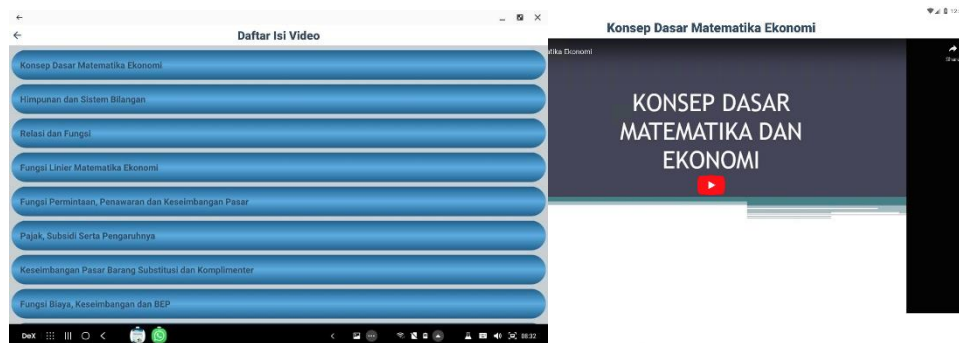 Daftar Isi Video
Konsep Dasar Matematika Ekonomi
Himpunan dan Sistem Bilangan
Relasi dan Fungsi
Fungsi Linier Matematika Ekonomi
Fungsi Permintaan, Penawaran dan Keseimbangan Pasar
Pajak, Subsidi Serta Pengaruhnya
Keseimbangan Pasar Barang Substitusi dan Komplimenter
Fungsi Biaya, Keseimbangan dan BEP
DeX
08:32
12:
Konsep Dasar Matematika Ekonomi
atika Ekonomi
Share
KONSEP DASAR
MATEMATIKA DAN
EKONOMI